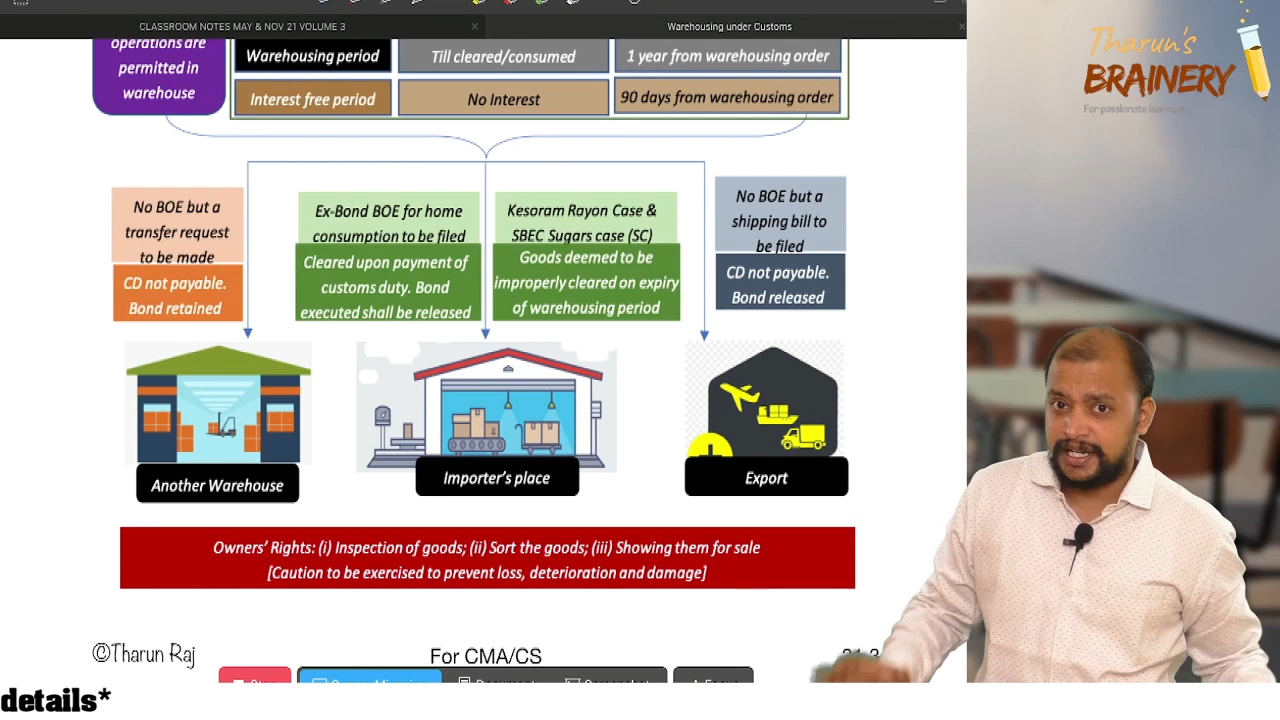 CLASSROOM NOTES MAY & NOV 21 VOLUME 3
Warehousing under Customs
Tharun's
BRAINERY
For passionate learners...
operations are
permitted in
warehouse
Warehousing period
Till cleared/consumed
1 year from warehousing order
Interest free period
No Interest
90 days from warehousing order
No BOE but a
transfer request
to be made
CD not payable.
Bond retained
Ex-Bond BOE for home
consumption to be filed
Cleared upon payment of
customs duty. Bond
executed shall be released
Kesoram Rayon Case &
SBEC Sugars case (SC)
Goods deemed to be
improperly cleared on expiry
of warehousing period
No BOE but a
shipping bill to
be filed
CD not payable.
Bond released
Another Warehouse
Importer's place
Export
Owners' Rights: (i) Inspection of goods; (ii) Sort the goods; (iii) Showing them for sale
[Caution to be exercised to prevent loss, deterioration and damage]
©Tharun Raj
For CMA/CS
details*